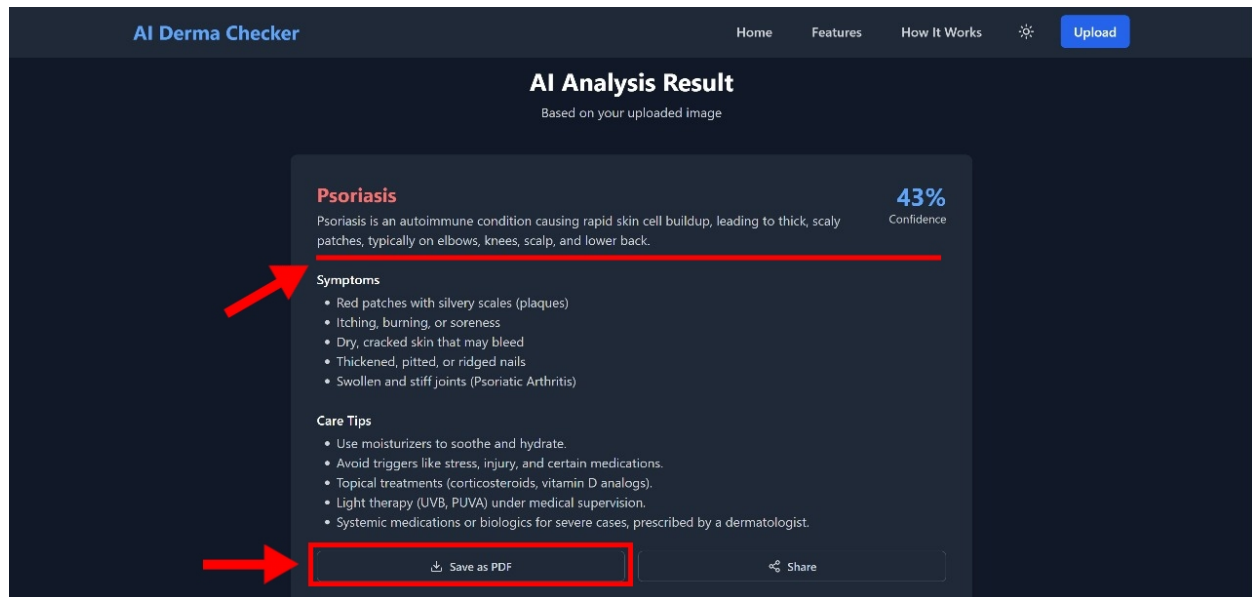 AI Derma Checker
Home Features How It Works Upload
AI Analysis Result
Based on your uploaded image
Psoriasis
43%
Confidence
Psoriasis is an autoimmune condition causing rapid skin cell buildup, leading to thick, scaly
patches, typically on elbows, knees, scalp, and lower back.
Symptoms
• Red patches with silvery scales (plaques)
• Itching, burning, or soreness
• Dry, cracked skin that may bleed
• Thickened, pitted, or ridged nails
• Swollen and stiff joints (Psoriatic Arthritis)
Care Tips
• Use moisturizers to soothe and hydrate.
• Avoid triggers like stress, injury, and certain medications.
• Topical treatments (corticosteroids, vitamin D analogs).
• Light therapy (UVB, PUVA) under medical supervision.
• Systemic medications or biologics for severe cases, prescribed by a dermatologist.
Save as PDF
Share